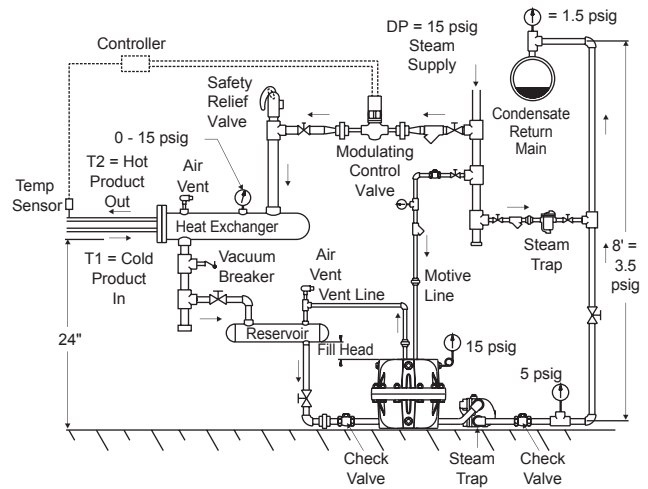 = 1.5 psig
Controller
DP = 15 psig
Steam
Supply
Safety
Relief
Valve
Condensate
Return
Main
0 - 15 psig
Modulating
Control
Valve
T2 = Hot
Product
Out
Air
Vent
Temp
Sensor
Heat Exchanger
Steam
Trap
T1 = Cold
Product
In
Vacuum
Breaker
Air
Vent
Vent Line
Motive
Line
8' =
3.5
psig
24"
Reservoir
Fill Head
15 psig
5 psig
Check
Valve
Steam
Trap
Check
Valve